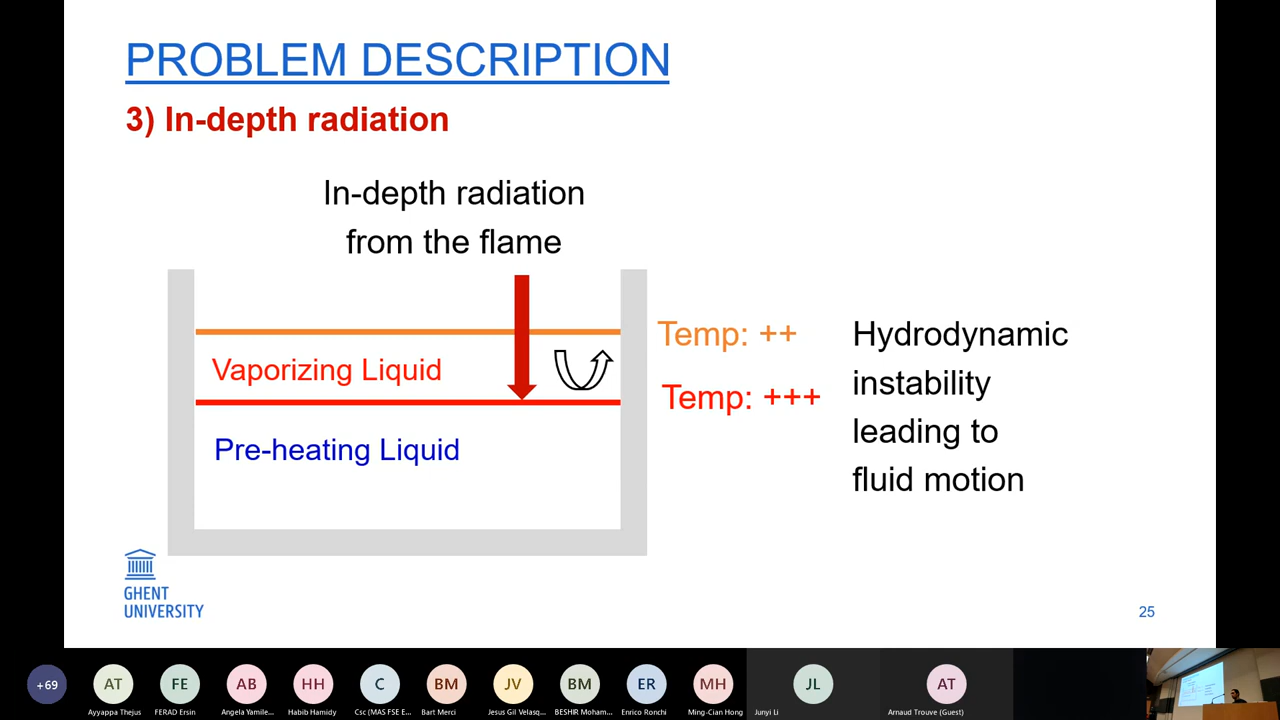 PROBLEM DESCRIPTION
3) In-depth radiation
In-depth radiation
from the flame
Temp: ++
Vaporizing Liquid
Temp: +++
Pre-heating Liquid
Hydrodynamic
instability
leading to
fluid motion
GHENT
UNIVERSITY
25
+69
AT
FE
AB
HH
C
BM
JV
BM
ER
MH
JL
AT
Ayyappa Thejus
FERAD Ersin
Angela Yamile...
Habib Hamidy
Csc (MAS FSE E...
Bart Merci
Jesus Gil Velasq...
BESHIR Moham...
Enrico Ronchi
Ming-Cian Hong
Junyi Li
Arnaud Trouve (Guest)